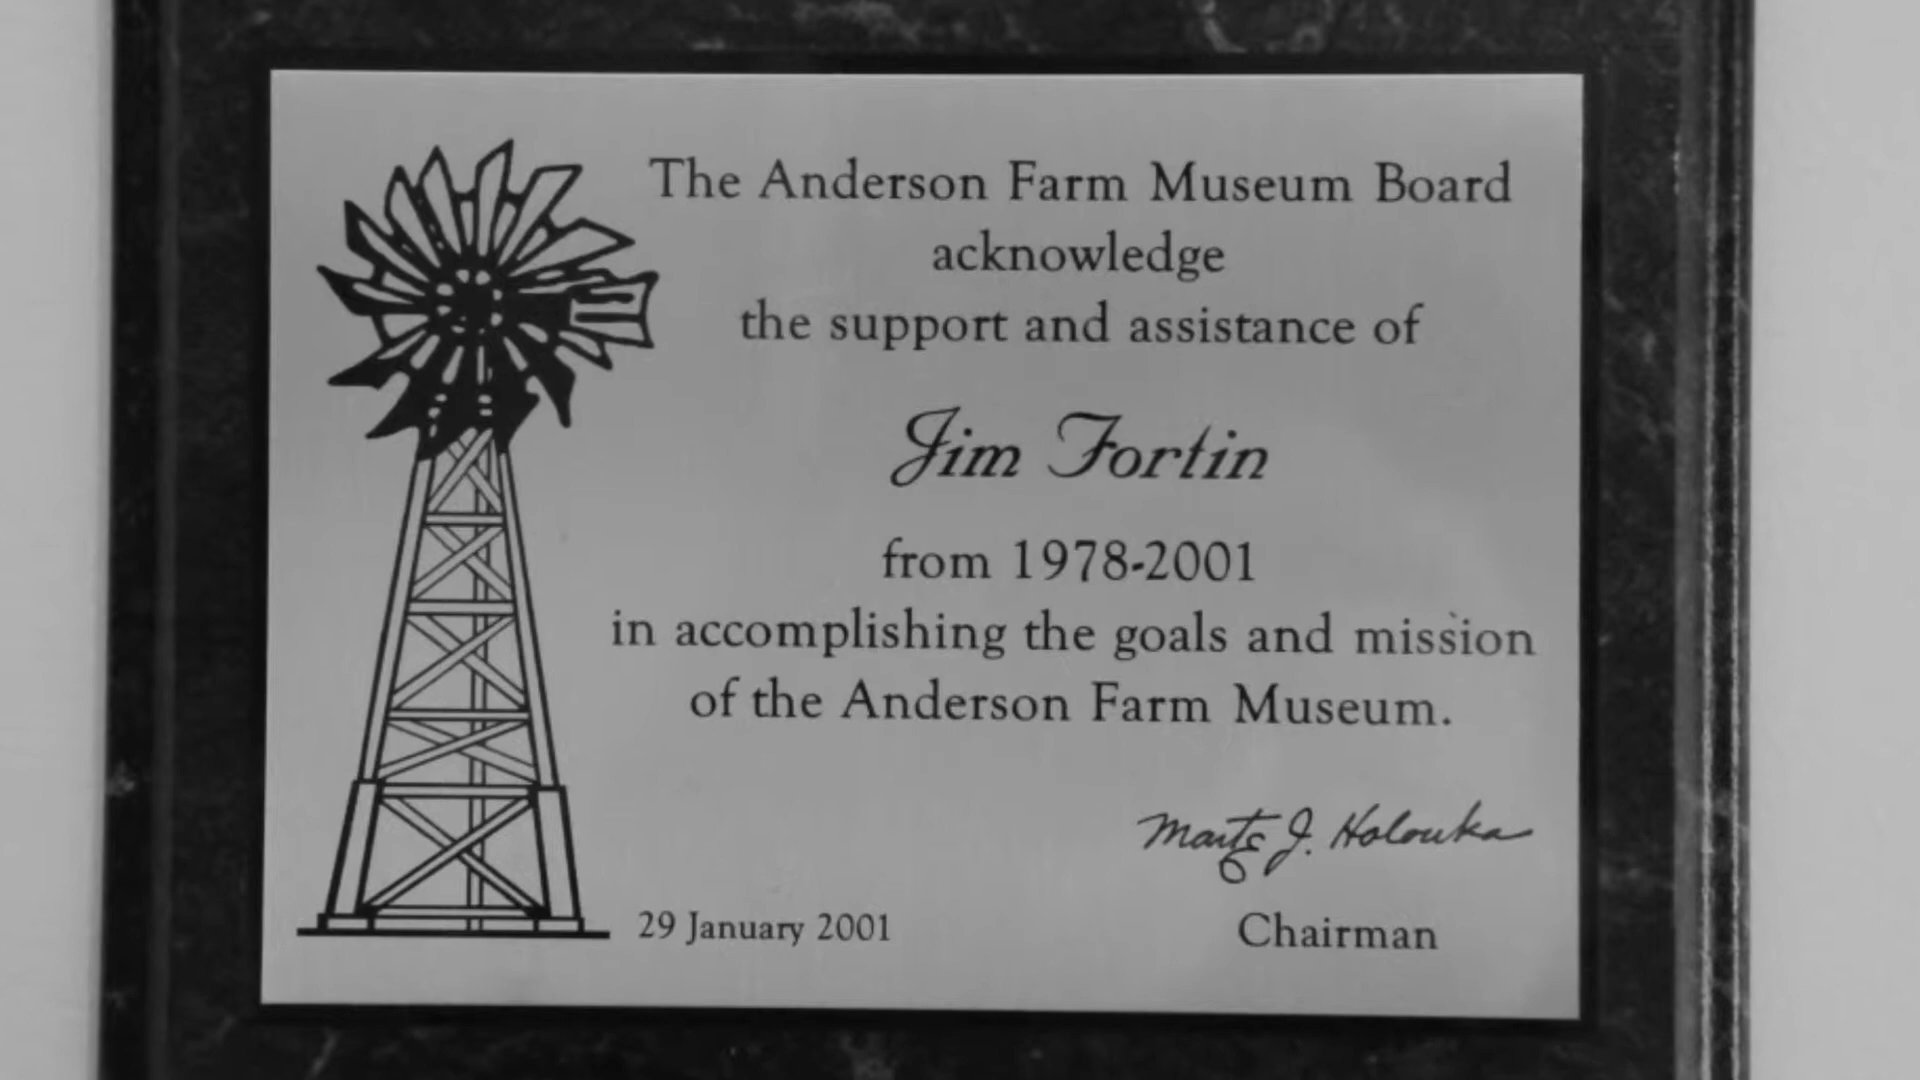 The Anderson Farm Museum Board
acknowledge
the support and assistance of
Jim Fortin
from 1978-2001
in accomplishing the goals and mission
of the Anderson Farm Museum.
J. Holouka
29 January 2001
Chairman